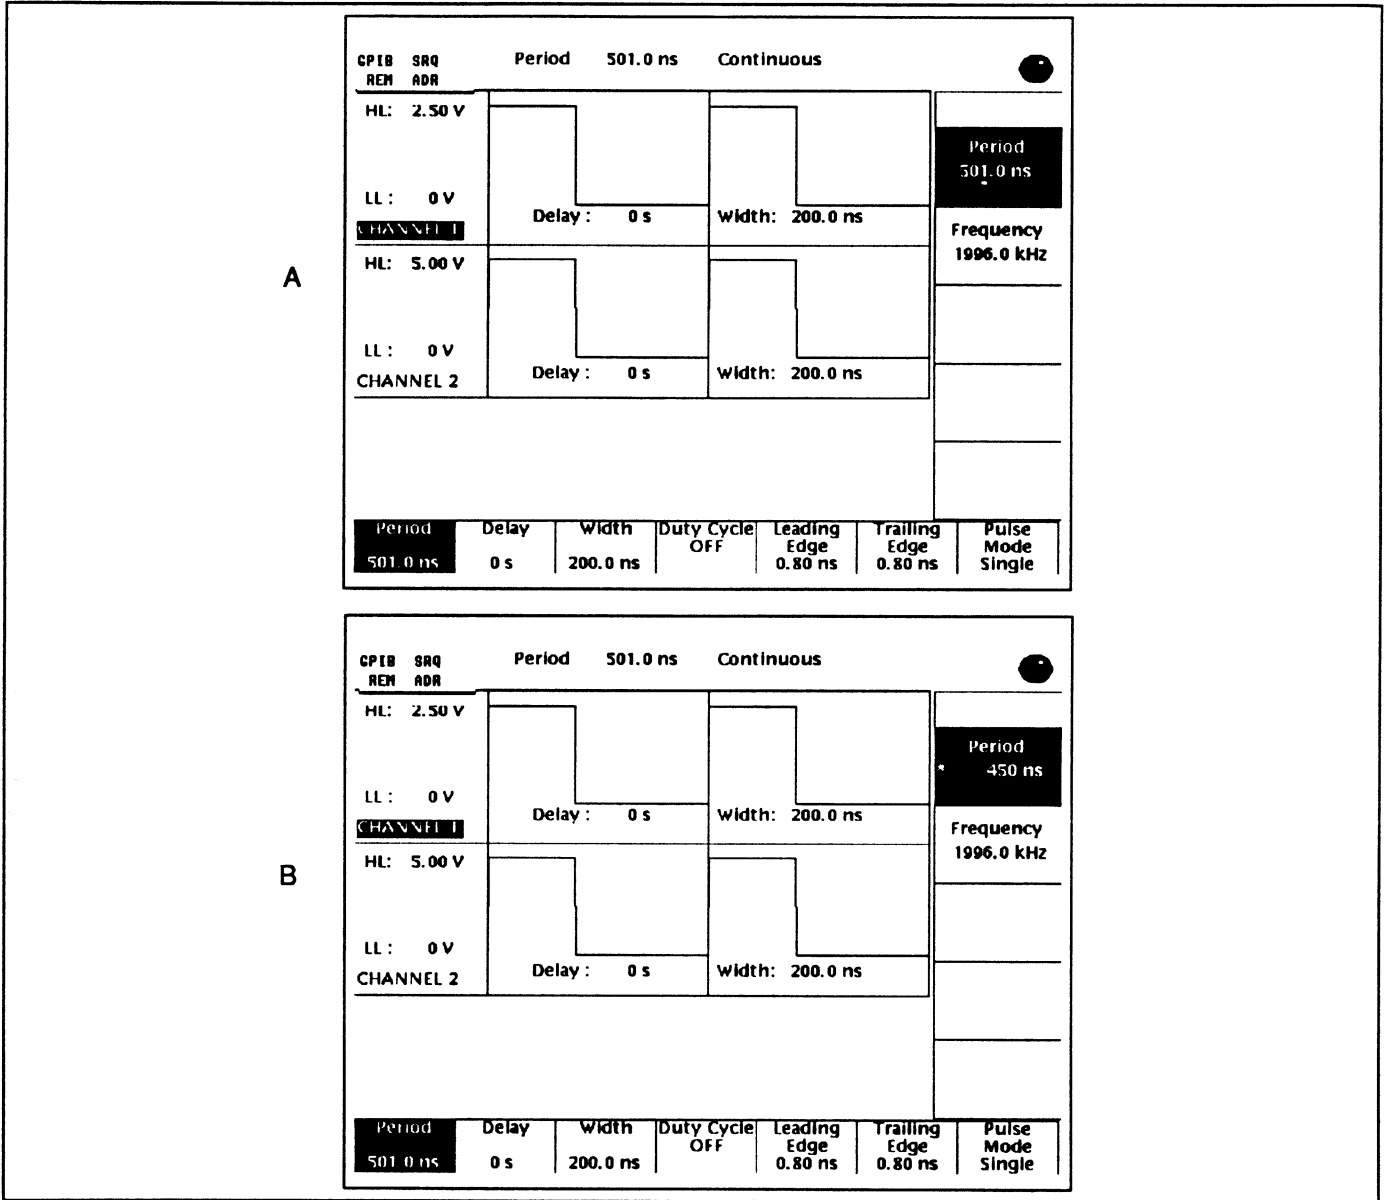 A
GPIB SRQ
REM ADR
Period 501.0 ns Continuous
HL: 2.50 V
LL : 0 V
CHANNEL 1
Delay : 0 s Width: 200.0 ns
HL: 5.00 V
LL : 0 V
CHANNEL 2
Delay : 0 s Width: 200.0 ns
Period
501.0 ns
Frequency
1996.0 kHz
Period
501.0 ns
Delay
0 s
Width
200.0 ns
Duty Cycle
OFF
Leading
Edge
0.80 ns
Trailing
Edge
0.80 ns
Pulse
Mode
Single
B
GPIB SRQ
REM ADR
Period 501.0 ns Continuous
HL: 2.50 V
LL : 0 V
CHANNEL 1
Delay : 0 s Width: 200.0 ns
HL: 5.00 V
LL : 0 V
CHANNEL 2
Delay : 0 s Width: 200.0 ns
Period
* 450 ns
Frequency
1996.0 kHz
Period
501.0 ns
Delay
0 s
Width
200.0 ns
Duty Cycle
OFF
Leading
Edge
0.80 ns
Trailing
Edge
0.80 ns
Pulse
Mode
Single